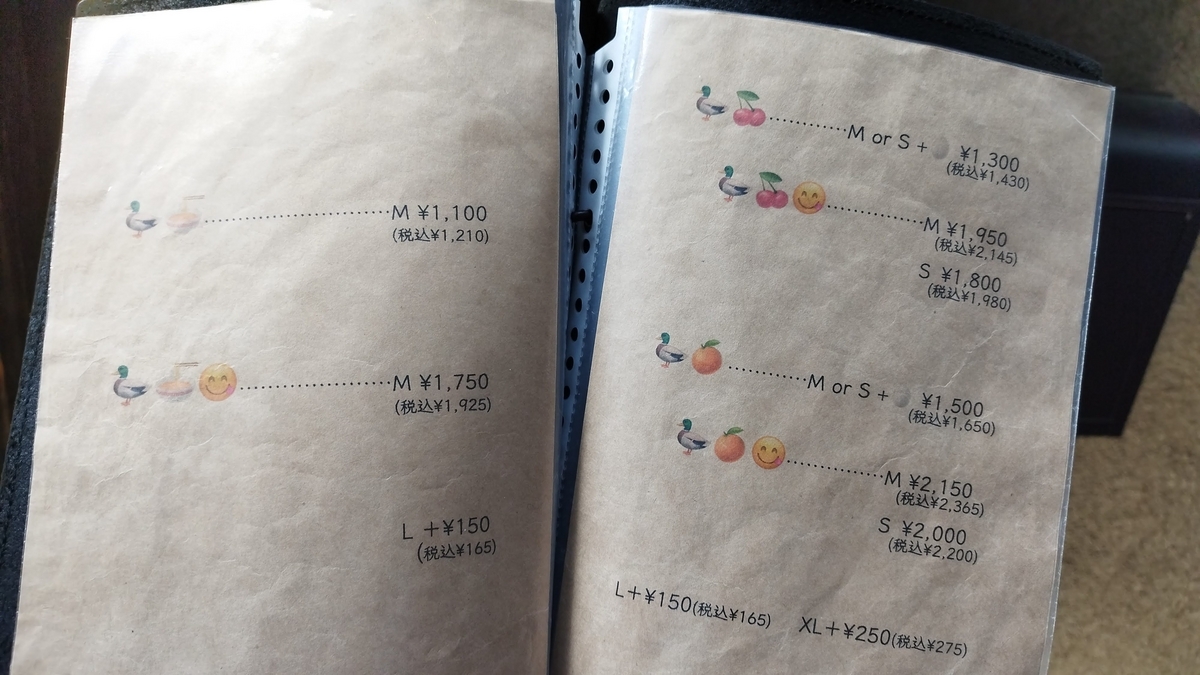 🦆🍜····················M ¥1,100
(税込¥1,210)
🦆🍜😋····················M ¥1,750
(税込¥1,925)
L +¥150
(税込¥165)
🦆🍒··········M or S + 🥚 ¥1,300
(税込¥1,430)
🦆🍒😋··········M ¥1,950
(税込¥2,145)
S ¥1,800
(税込¥1,980)
🦆🍊··········M or S + 🥚 ¥1,500
(税込¥1,650)
🦆🍊😋··········M ¥2,150
(税込¥2,365)
S ¥2,000
(税込¥2,200)
L+¥150(税込¥165) XL+¥250(税込¥275)